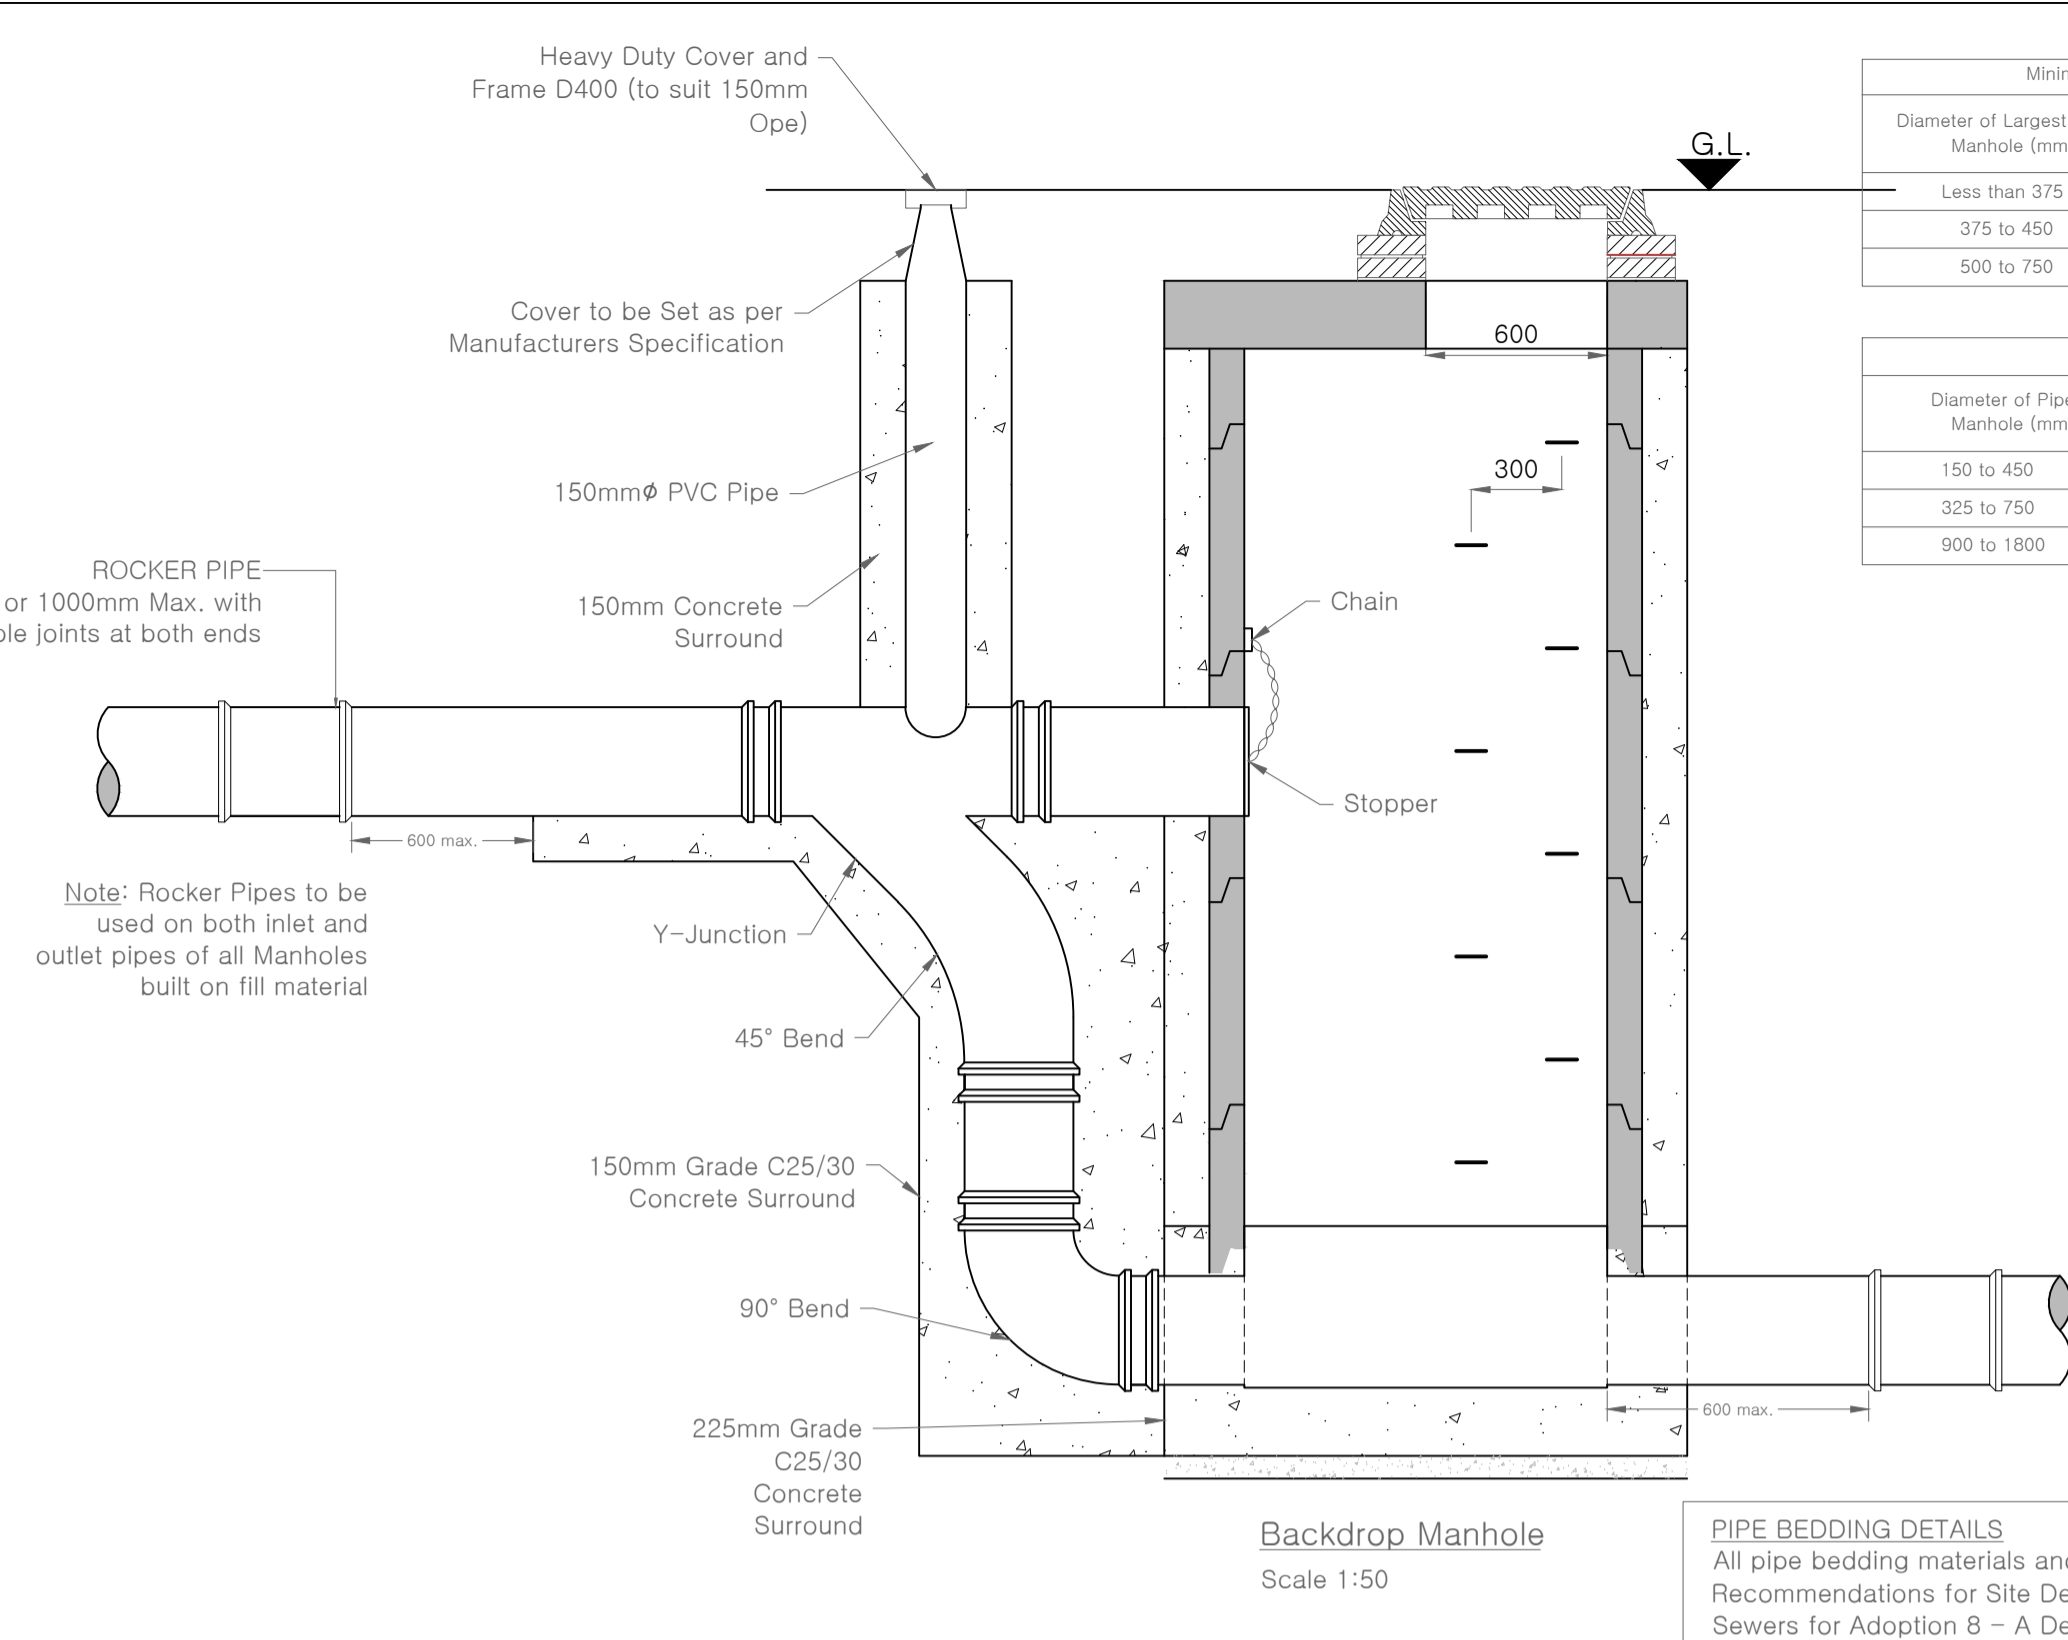 Heavy Duty Cover and
Frame D400 (to suit 150mm
Ope)
G.L.
Diameter of Largest
Manhole (mm
Less than 375
375 to 450
500 to 750
Cover to be Set as per
Manufacturers Specification
600
Diameter of Pipe
Manhole (mm
150 to 450
325 to 750
900 to 1800
150mmϕ PVC Pipe
300
ROCKER PIPE
or 1000mm Max. with
joints at both ends
150mm Concrete
Surround
Chain
Stopper
600 max.
Note: Rocker Pipes to be
used on both inlet and
outlet pipes of all Manholes
built on fill material
Y-Junction
45° Bend
150mm Grade C25/30
Concrete Surround
90° Bend
225mm Grade
C25/30
Concrete
Surround
600 max.
Backdrop Manhole
Scale 1:50
PIPE BEDDING DETAILS
All pipe bedding materials and
Recommendations for Site De
Sewers for Adoption 8 - A De